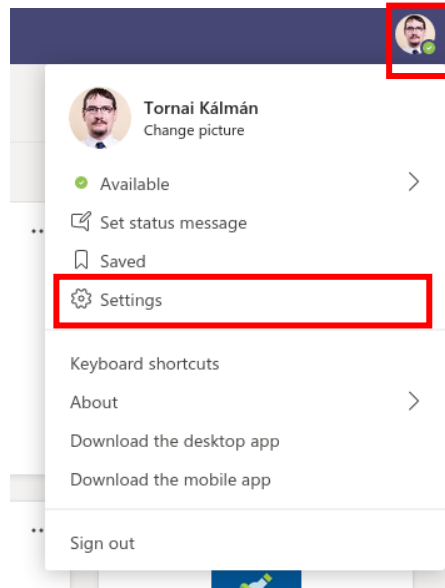 Tornai Kálmán
Change picture
Available
Set status message
Saved
Settings
Keyboard shortcuts
About
Download the desktop app
Download the mobile app
Sign out